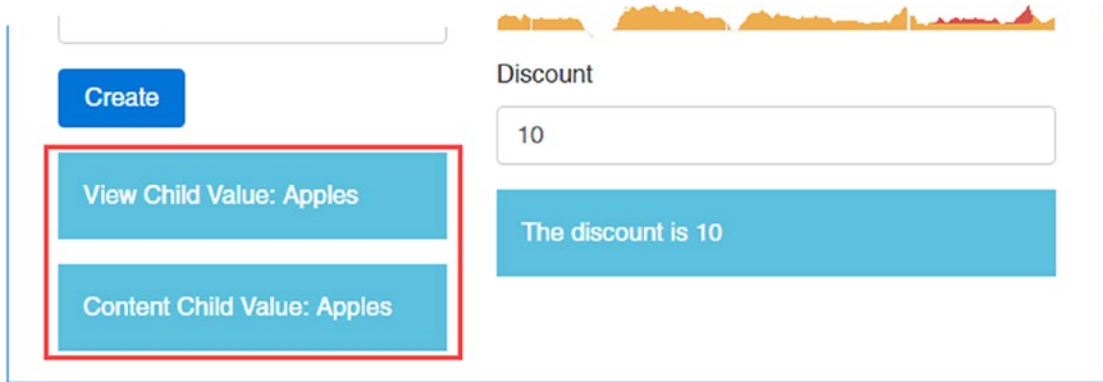 Create
View Child Value: Apples
Content Child Value: Apples
Discount
10
The discount is 10